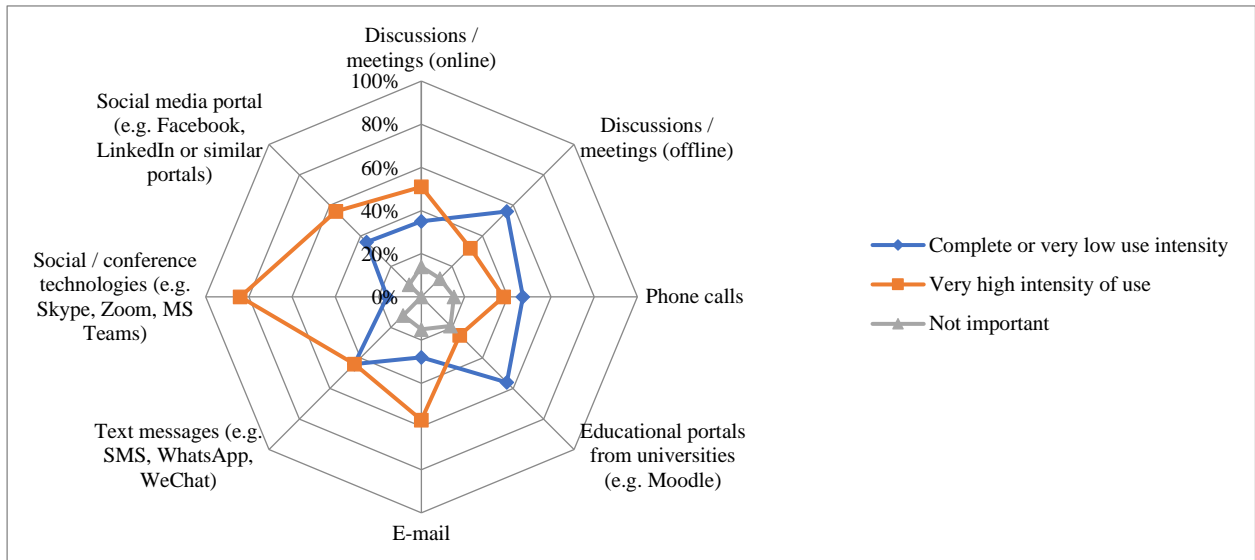 Discussions /
meetings (online)
100%
80%
60%
40%
20%
0%
Discussions /
meetings (offline)
Phone calls
Educational portals
from universities
(e.g. Moodle)
E-mail
Text messages (e.g.
SMS, WhatsApp,
WeChat)
Social / conference
technologies (e.g.
Skype, Zoom, MS
Teams)
Social media portal
(e.g. Facebook,
LinkedIn or similar
portals)
Complete or very low use intensity
Very high intensity of use
Not important